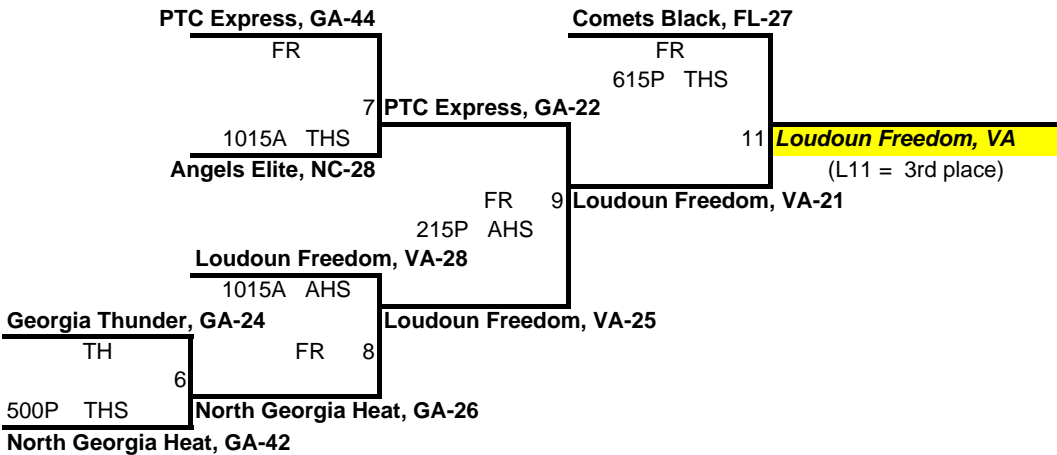 PTC Express, GA-44 Comets Black, FL-27
FR FR
615P THS
7 PTC Express, GA-22
1015A THS 11 Loudoun Freedom, VA
Angels Elite, NC-28 (L11 = 3rd place)
FR 9 Loudoun Freedom, VA-21
215P AHS
Loudoun Freedom, VA-28
1015A AHS
Georgia Thunder, GA-24 Loudoun Freedom, VA-25
TH FR 8
6
500P THS North Georgia Heat, GA-26
North Georgia Heat, GA-42